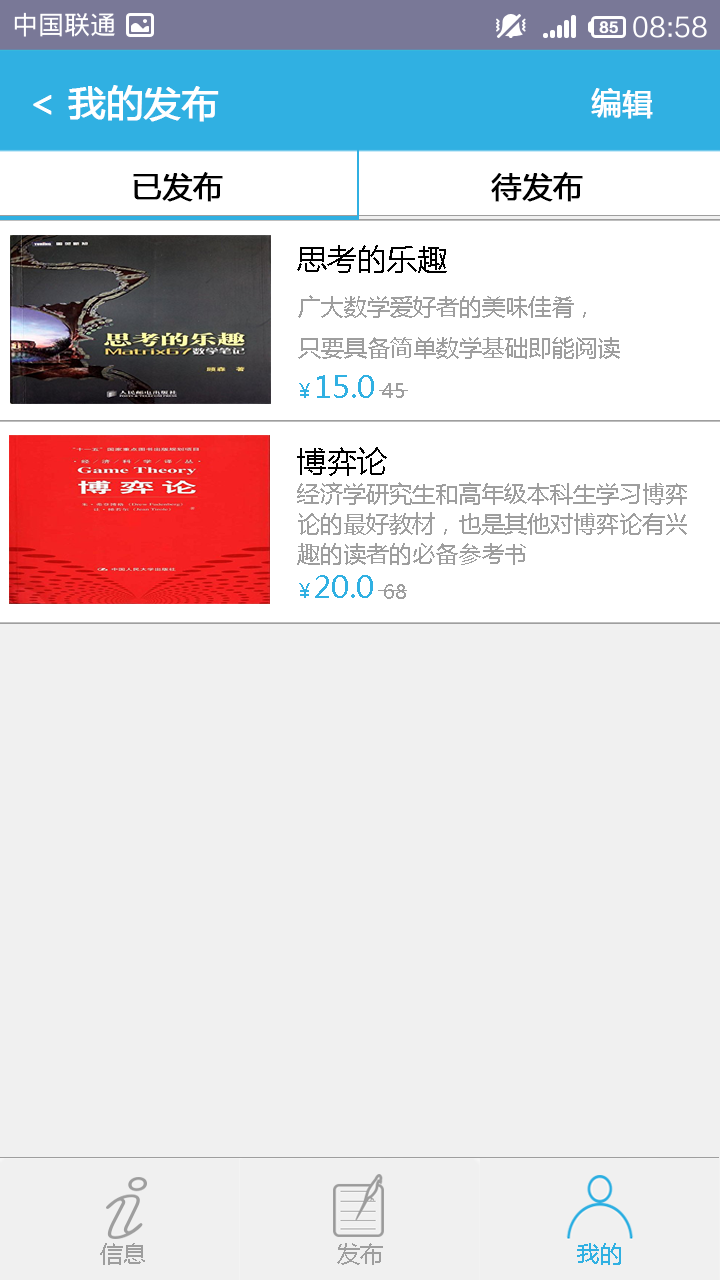 中国联通 85 08:58
< 我的发布 编辑
已发布 待发布
思考的乐趣
Matrix67数学笔记
顾森 著
人民邮电出版社
思考的乐趣
广大数学爱好者的美味佳肴，
只要具备简单数学基础即能阅读
¥15.0 45
"十一五"国家重点图书出版规划项目
·经/济/科/学/译/丛·
Game Theory
博弈论
中国人民大学出版社
博弈论
经济学研究生和高年级本科生学习博弈
论的最好教材，也是其他对博弈论有兴
趣的读者的必备参考书
¥20.0 68
信息 发布 我的